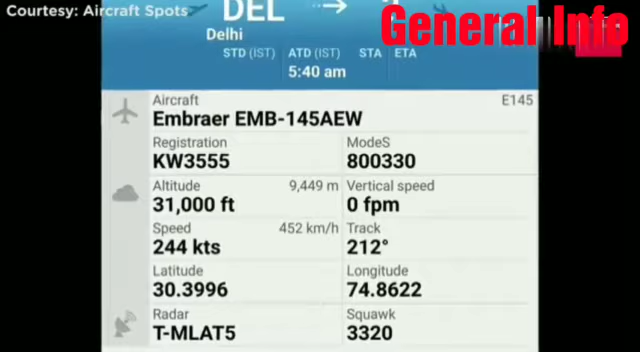 Courtesy: Aircraft Spots
DEL
General Info
Delhi
STD (IST) ATD (IST) STA ETA
5:40 am
Aircraft E145
Embraer EMB-145AEW
Registration ModeS
KW3555 800330
Altitude 9,449 m Vertical speed
31,000 ft 0 fpm
Speed 452 km/h Track
244 kts 212°
Latitude Longitude
30.3996 74.8622
Radar Squawk
T-MLAT5 3320